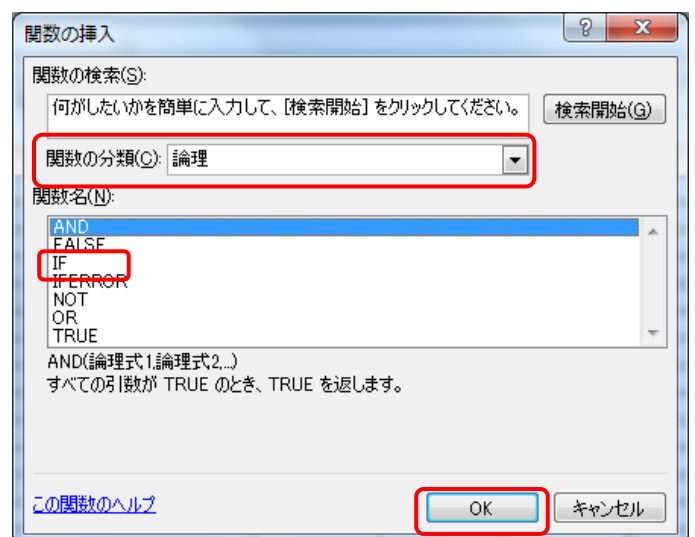 関数の挿入
?
X
関数の検索(S):
何がしたいかを簡単に入力して、[検索開始] をクリックしてください。
検索開始(G)
関数の分類(C): 論理
関数名(N):
AND
FALSE
IF
IFERROR
NOT
OR
TRUE
AND(論理式1,論理式2,...)
すべての引数が TRUE のとき、TRUE を返します。
この関数のヘルプ
OK
キャンセル